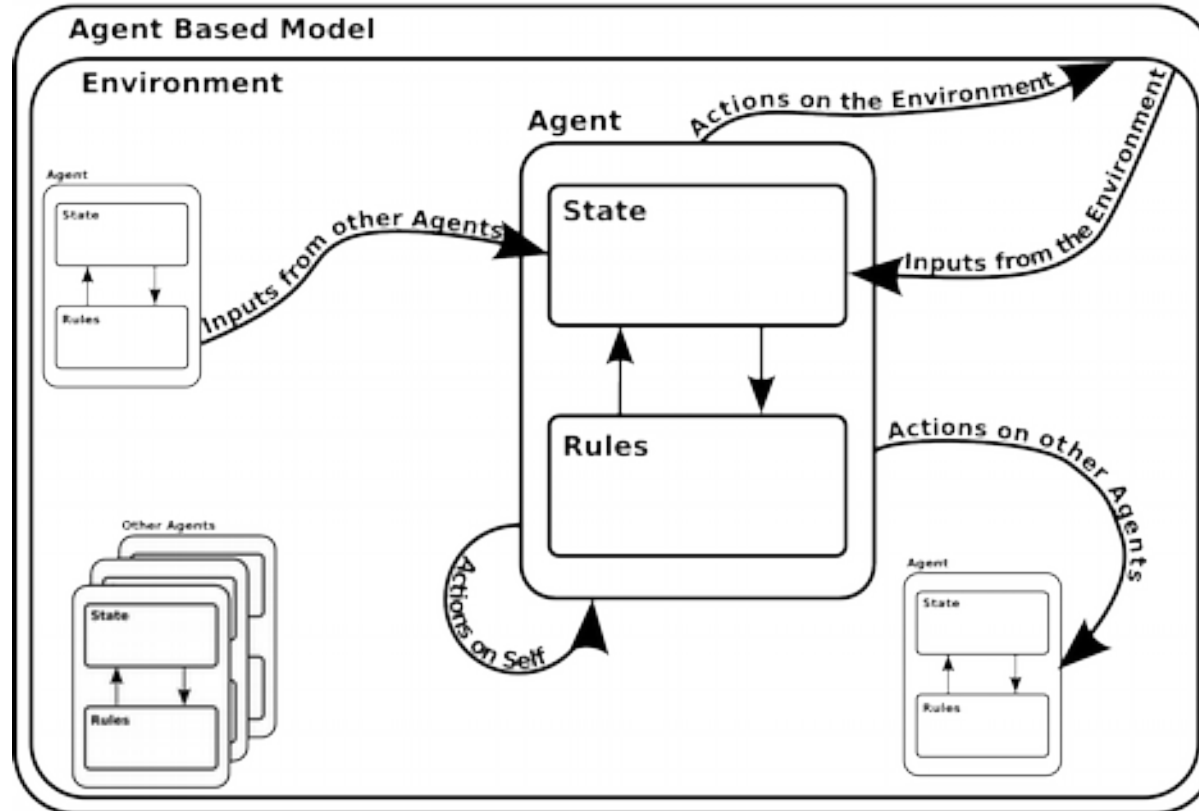 Agent Based Model
Environment
Actions on the Environment
Inputs from the Environment
Agent
State
Rules
Agent
State
Rules
Inputs from other Agents
Actions on other Agents
Actions on Self
Other Agents
State
Rules
Agent
State
Rules